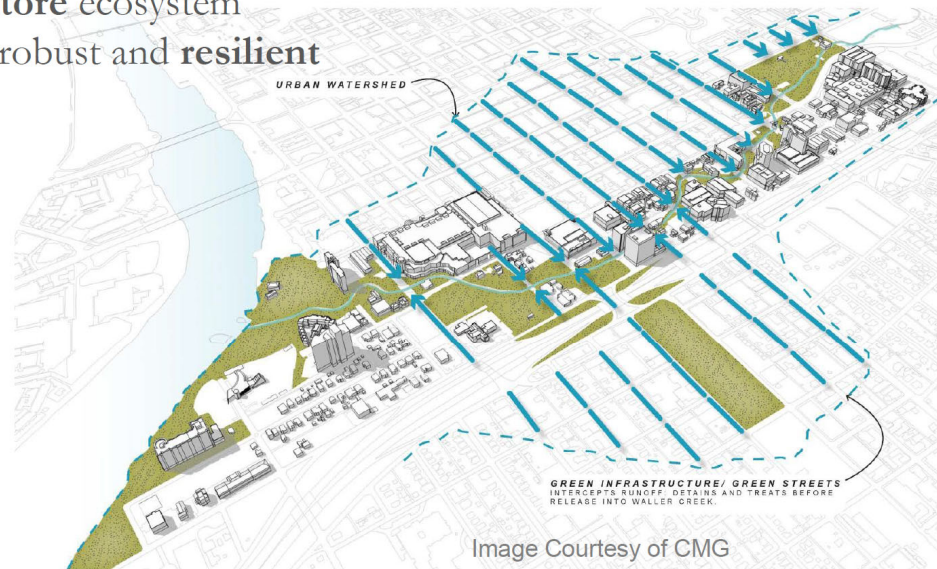 tore ecosystem
robust and resilient
URBAN WATERSHED
GREEN INFRASTRUCTURE/ GREEN STREETS
INTERCEPTS RUNOFF, DETAINS AND TREATS BEFORE
RELEASE INTO WALLER CREEK.
Image Courtesy of CMG